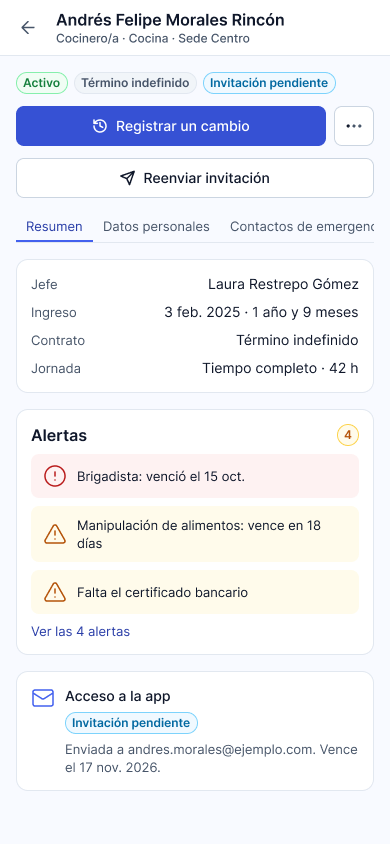 Andrés Felipe Morales Rincón
Cocinero/a · Cocina · Sede Centro
Activo
Término indefinido
Invitación pendiente
Registrar un cambio
Reenviar invitación
Resumen
Datos personales
Contactos de emergenc
Jefe
Laura Restrepo Gómez
Ingreso
3 feb. 2025 · 1 año y 9 meses
Contrato
Término indefinido
Jornada
Tiempo completo · 42 h
Alertas
4
Brigadista: venció el 15 oct.
Manipulación de alimentos: vence en 18
días
Falta el certificado bancario
Ver las 4 alertas
Acceso a la app
Invitación pendiente
Enviada a andres.morales@ejemplo.com. Vence
el 17 nov. 2026.